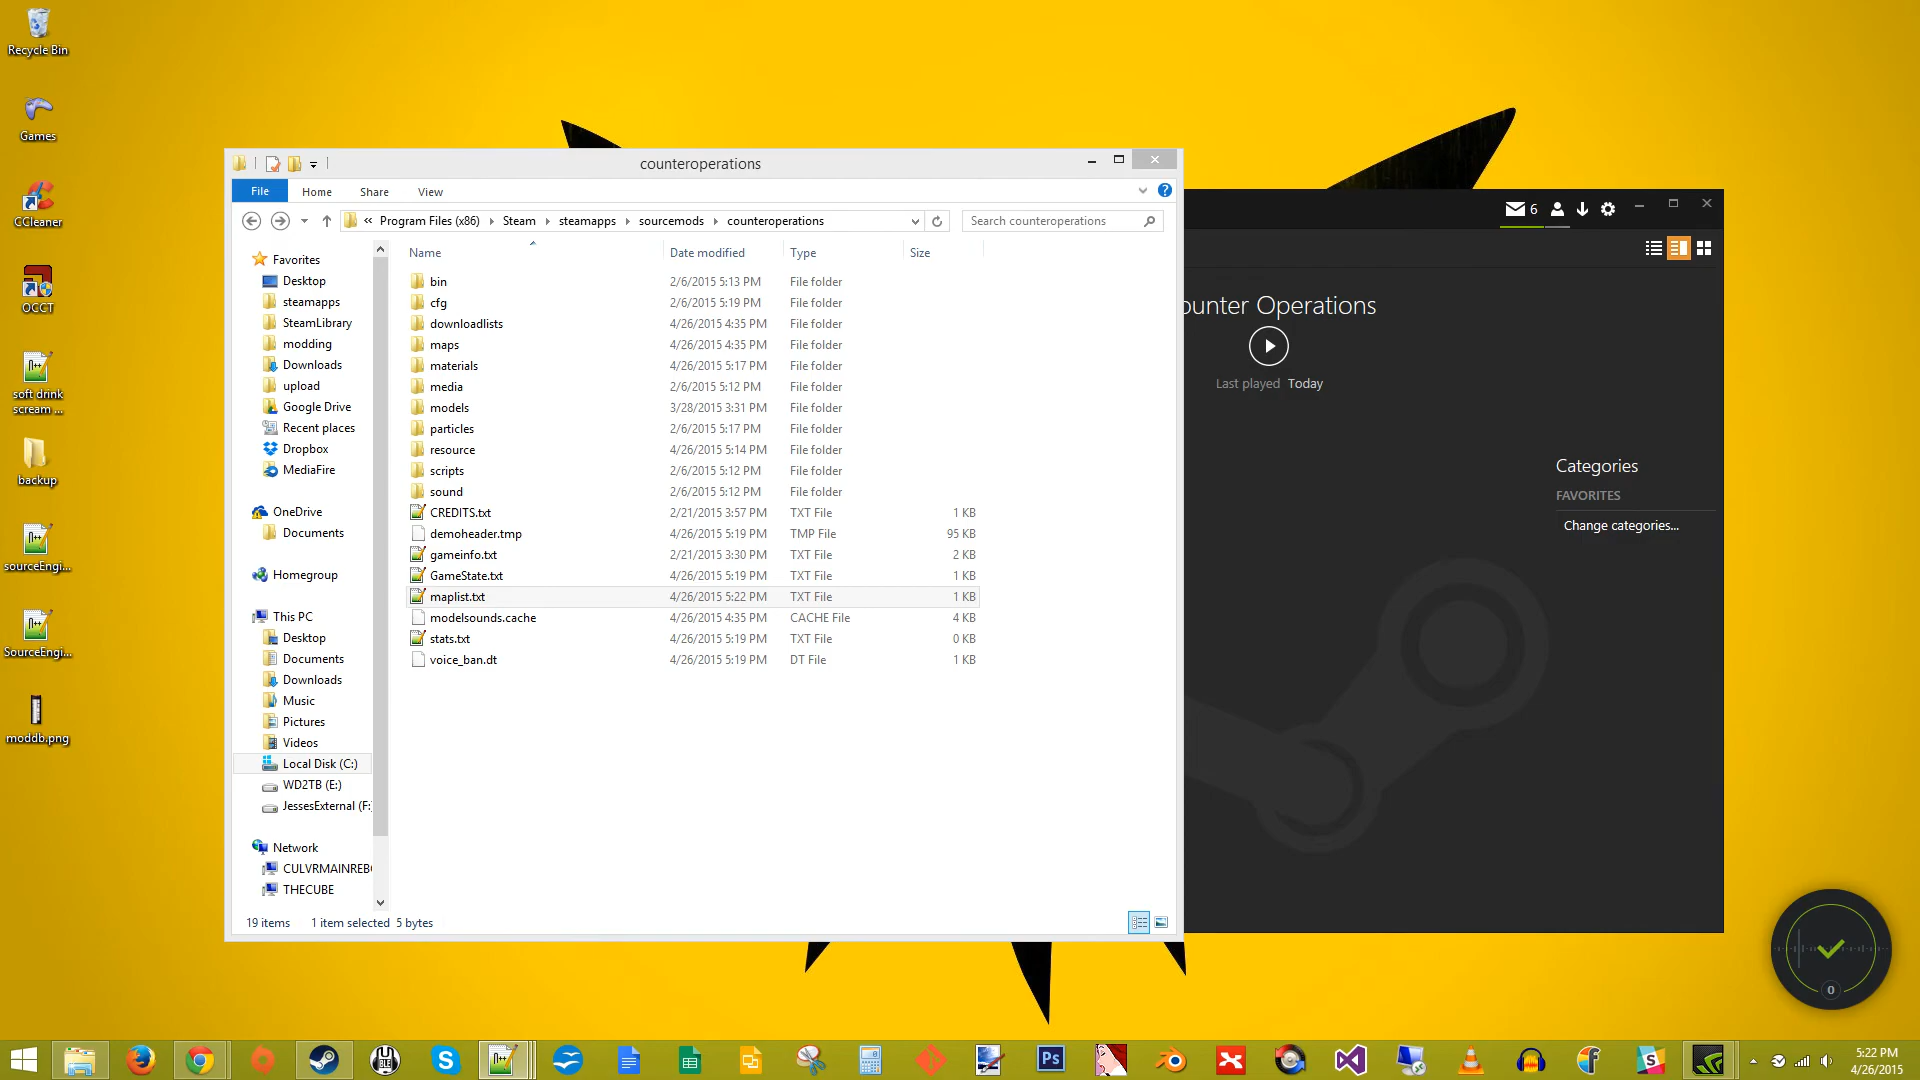 Recycle Bin
Games
CCleaner
OCCT
soft drink
scream ...
backup
sourceEngi...
SourceEngi...
moddb.png
counteroperations
File
Home
Share
View
« Program Files (x86) Steam steamapps sourcemods counteroperations
Search counteroperations
Favorites
Desktop
steamapps
SteamLibrary
modding
Downloads
upload
Google Drive
Recent places
Dropbox
MediaFire
OneDrive
Documents
Homegroup
This PC
Desktop
Documents
Downloads
Music
Pictures
Videos
Local Disk (C:)
WD2TB (E:)
JessesExternal (F:
Network
CULVRMAINREB
THECUBE
Name Date modified Type Size
bin 2/6/2015 5:13 PM File folder
cfg 2/6/2015 5:19 PM File folder
downloadlists 4/26/2015 4:35 PM File folder
maps 4/26/2015 4:35 PM File folder
materials 4/26/2015 5:17 PM File folder
media 2/6/2015 5:12 PM File folder
models 3/28/2015 3:31 PM File folder
particles 2/6/2015 5:17 PM File folder
resource 4/26/2015 5:14 PM File folder
scripts 2/6/2015 5:12 PM File folder
sound 2/6/2015 5:12 PM File folder
CREDITS.txt 2/21/2015 3:57 PM TXT File 1 KB
demoheader.tmp 4/26/2015 5:19 PM TMP File 95 KB
gameinfo.txt 2/21/2015 3:30 PM TXT File 2 KB
GameState.txt 4/26/2015 5:19 PM TXT File 1 KB
maplist.txt 4/26/2015 5:22 PM TXT File 1 KB
modelsounds.cache 4/26/2015 4:35 PM CACHE File 4 KB
stats.txt 4/26/2015 5:19 PM TXT File 0 KB
voice_ban.dt 4/26/2015 5:19 PM DT File 1 KB
19 items 1 item selected 5 bytes
6
ounter Operations
Last played Today
Categories
FAVORITES
Change categories...
0
Ps
5:22 PM
4/26/2015